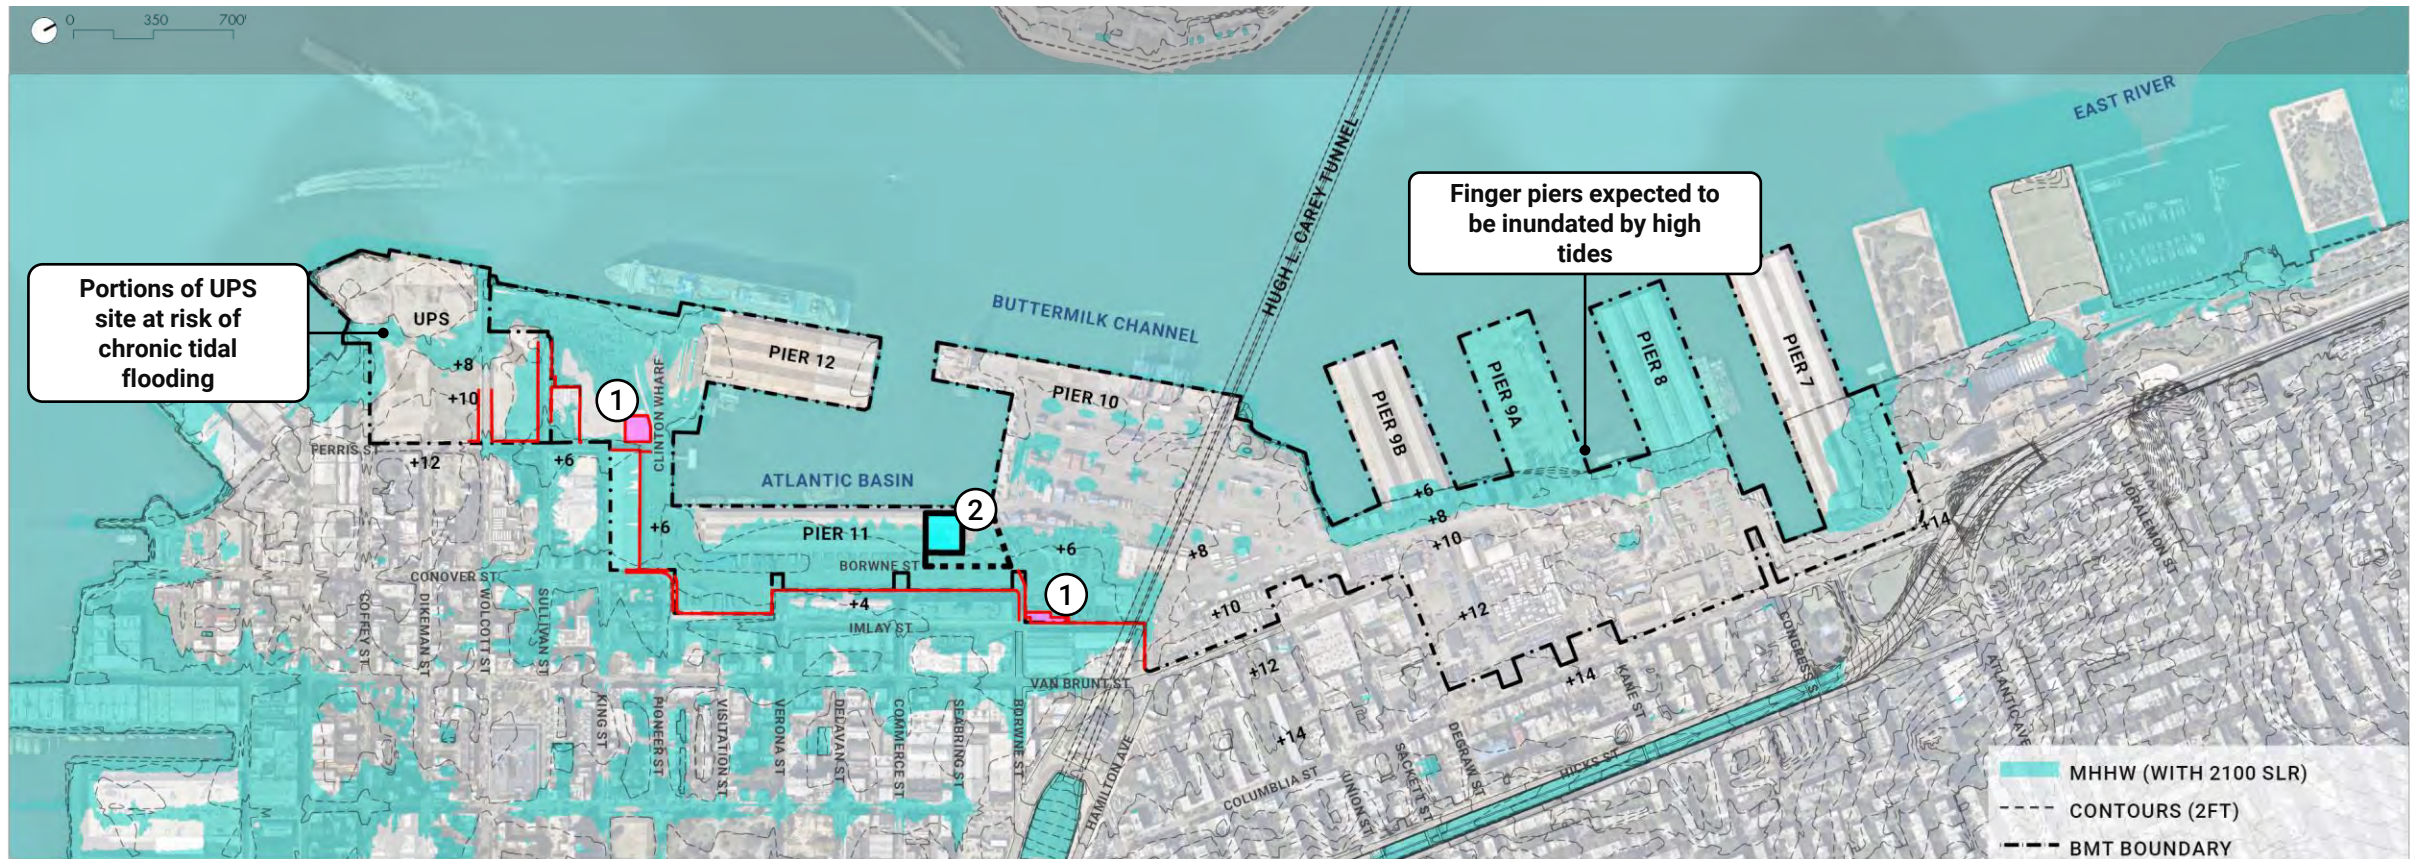 0 350 700'
EAST RIVER
HUGH L. CAREY TUNNEL
Finger piers expected to
be inundated by high
tides
Portions of UPS
site at risk of
chronic tidal
flooding
UPS
BUTTERMILK CHANNEL
PIER 12
PIER 10
PIER 9B
PIER 9A
PIER 8
PIER 7
+8
+10
1
CLINTON WHARF
FERRIS ST
+12
+6
ATLANTIC BASIN
2
+6
PIER 11
BORWNE ST
+6
+8
+6
+8
+10
+14
JORALEMON ST
CONOVER ST
+4
IMLAY ST
1
+10
+12
COFFREY ST
DIKEMAN ST
WOLCOTT ST
SULLIVAN ST
VAN BRUNT ST
+12
+14
KANE ST
CONGRESS S
ATLANTIC AVE
KING ST
PIONEER ST
VISITATION ST
VERONA ST
DELAVAN ST
COMMERCE ST
SEABRING ST
BORWNE ST
HAMILTON AVE
+14
COLUMBLIA ST
UNION ST
SACKETT ST
DEGRAW ST
HICKS ST
MHHW (WITH 2100 SLR)
CONTOURS (2FT)
BMT BOUNDARY